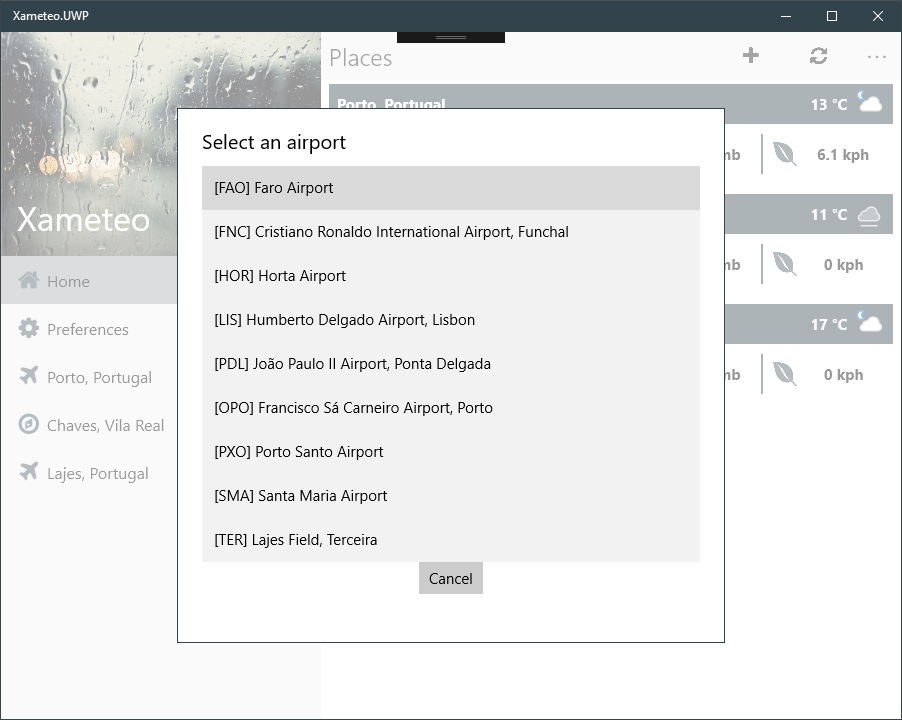 Xameteo.UWP
Places
Porto, Portugal
13 °C
Xameteo
mb
6.1 kph
11 °C
mb
0 kph
17 °C
mb
0 kph
Home
Preferences
Porto, Portugal
Chaves, Vila Real
Lajes, Portugal
Select an airport
[FAO] Faro Airport
[FNC] Cristiano Ronaldo International Airport, Funchal
[HOR] Horta Airport
[LIS] Humberto Delgado Airport, Lisbon
[PDL] João Paulo II Airport, Ponta Delgada
[OPO] Francisco Sá Carneiro Airport, Porto
[PXO] Porto Santo Airport
[SMA] Santa Maria Airport
[TER] Lajes Field, Terceira
Cancel